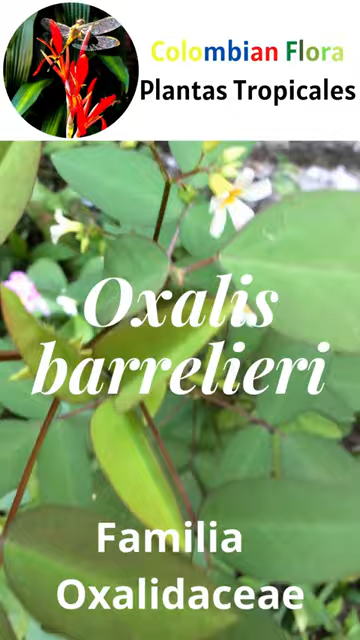 Colombian Flora
Plantas Tropicales
Oxalis
barrelieri
Familia
Oxalidaceae